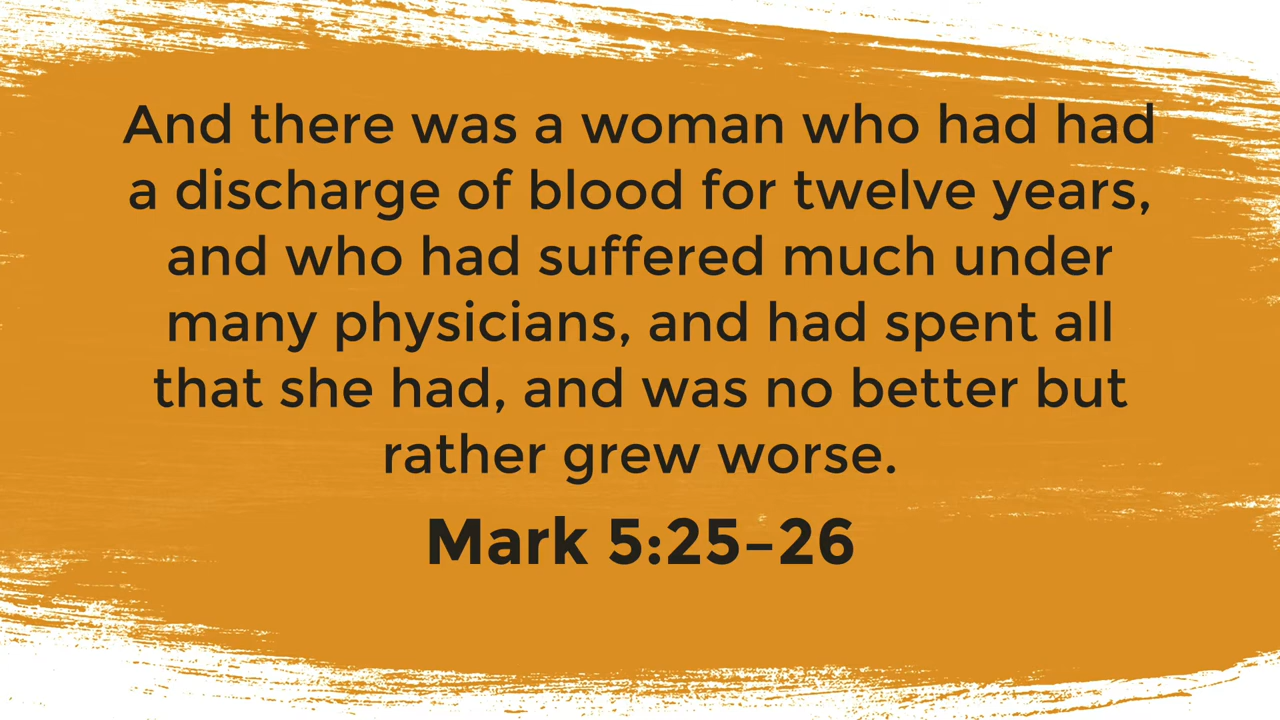 And there was a woman who had had
a discharge of blood for twelve years,
and who had suffered much under
many physicians, and had spent all
that she had, and was no better but
rather grew worse.
Mark 5:25–26